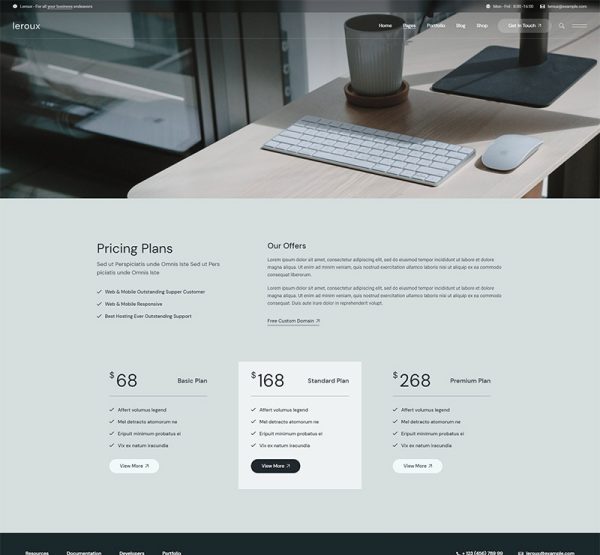 Leroux - For all your business endeavors
Mon - Frd : 8:00 -16:00
leroux@example.com
leroux
Home
Pages
Portfolio
Blog
Shop
Get In Touch
Pricing Plans
Sed ut Perspiciatis unde Omnis Iste Sed ut Pers
piciatis unde Omnis Iste
Web & Mobile Outstanding Supper Customer
Web & Mobile Responsive
Best Hosting Ever Outstanding Support
Our Offers
Lorem ipsum dolor sit amet, consectetur adipiscing elit, sed do eiusmod tempor incididunt ut labore et dolore
magna aliqua. Ut enim ad minim veniam, quis nostrud exercitation ullamco laboris nisi ut aliquip ex ea commodo
consequat liberorum.
Lorem ipsum dolor sit amet, consectetur adipiscing elit, sed do eiusmod tempor incididunt ut labore et dolore
magna aliqua. Ut enim ad minim veniam, quis nostrud exercitation ullamco laboris nisi ut aliquip ex ea commodo
consequat. Duis aute irure dolor in reprehenderit volupt.
Free Custom Domain
$68
Basic Plan
Affert volumus legend
Mel detracto atomorum ne
Eripuit minimum probatus ei
Vix ex natum iracundia
View More
$168
Standard Plan
Affert volumus legend
Mel detracto atomorum ne
Eripuit minimum probatus ei
Vix ex natum iracundia
View More
$268
Premium Plan
Affert volumus legend
Mel detracto atomorum ne
Eripuit minimum probatus ei
Vix ex natum iracundia
View More
Resources
Documentation
Developers
Portfolio
+ 123 (456) 789 99
leroux@example.com